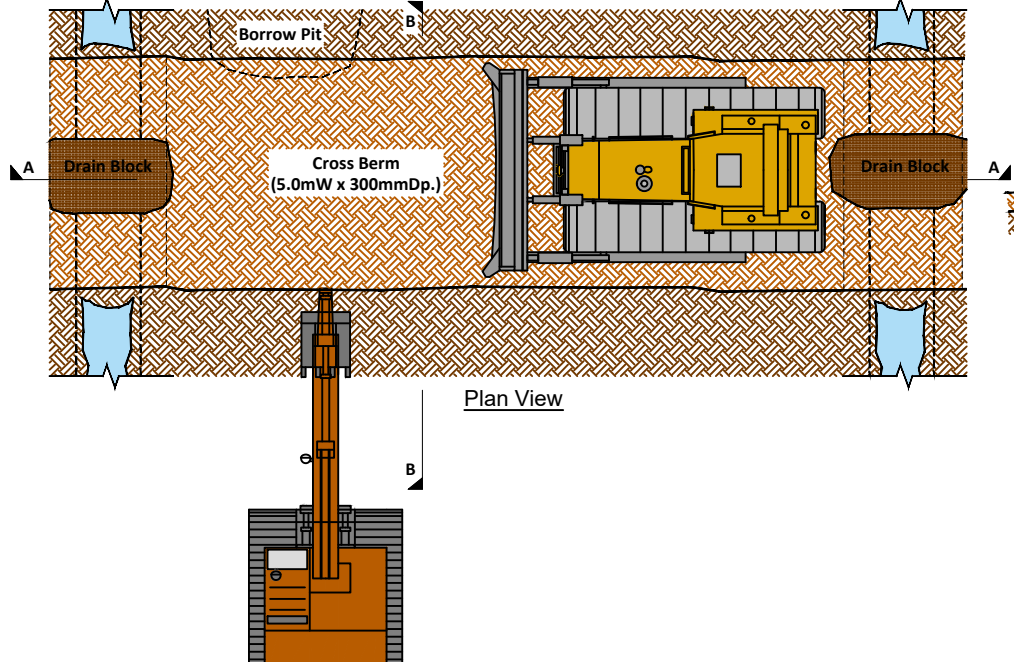 B
Borrow Pit
A
Drain Block
Cross Berm
(5.0mW x 300mmDp.)
Drain Block
A
Plan View
B